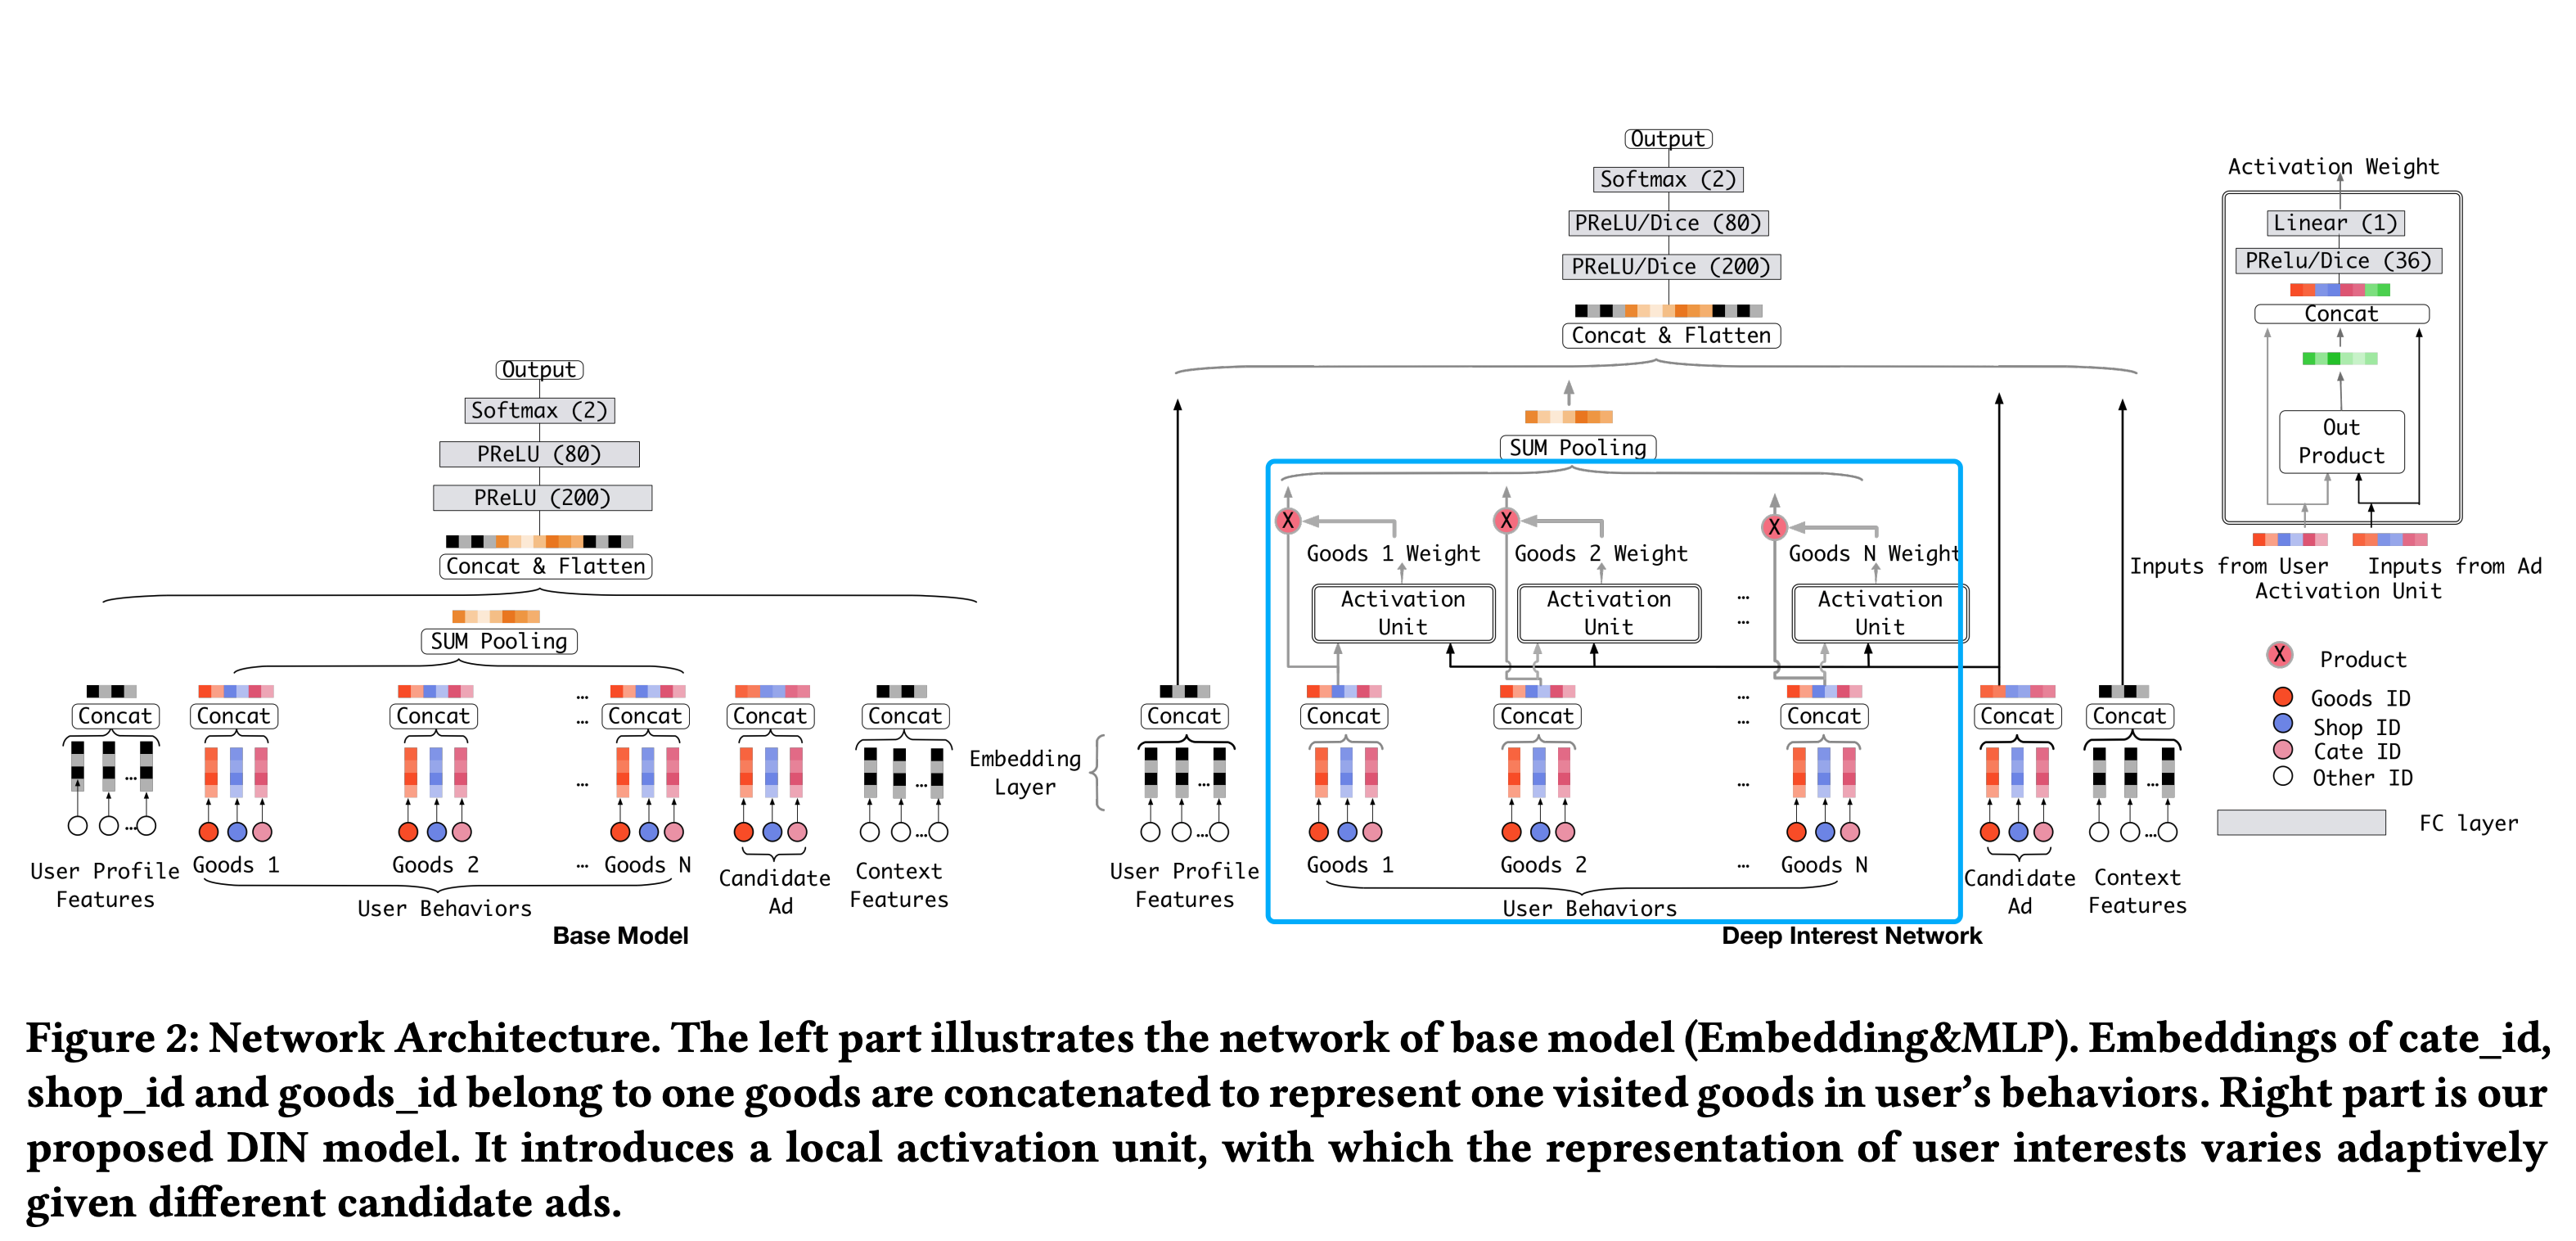 Output
Softmax (2)
PReLU (80)
PReLU (200)
Concat & Flatten
SUM Pooling
... 
Concat Concat Concat ... Concat Concat Concat
... ... ...
User Profile Features
Goods 1 Goods 2 ... Goods N
User Behaviors
Candidate Ad
Context Features
Base Model
Embedding Layer
Output
Softmax (2)
PReLU/Dice (80)
PReLU/Dice (200)
Concat & Flatten
SUM Pooling
X X X
Goods 1 Weight Goods 2 Weight Goods N Weight
Activation Unit Activation Unit ... ... Activation Unit
...
Concat Concat Concat ... Concat Concat Concat
... ... ...
User Profile Features
Goods 1 Goods 2 ... Goods N
User Behaviors
Candidate Ad
Context Features
Deep Interest Network
Activation Weight
Linear (1)
PRelu/Dice (36)
Concat
Out
Product
Inputs from User Inputs from Ad
Activation Unit
X Product
Goods ID
Shop ID
Cate ID
Other ID
FC layer
Figure 2: Network Architecture. The left part illustrates the network of base model (Embedding&MLP). Embeddings of cate_id,
shop_id and goods_id belong to one goods are concatenated to represent one visited goods in user’s behaviors. Right part is our
proposed DIN model. It introduces a local activation unit, with which the representation of user interests varies adaptively
given different candidate ads.